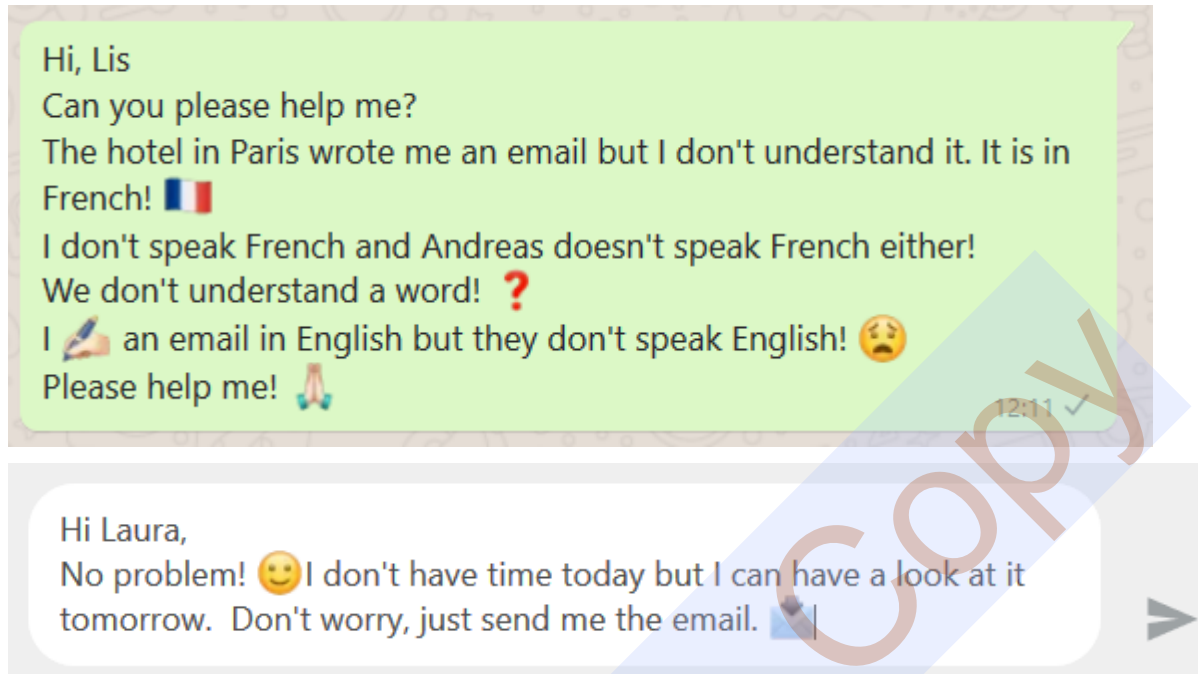 Hi, Lis
Can you please help me?
The hotel in Paris wrote me an email but I don't understand it. It is in
French! 🇫🇷
I don't speak French and Andreas doesn't speak French either!
We don't understand a word! ❓
I ✍🏻 an email in English but they don't speak English! 😧
Please help me! 🙏🏻
12:11 ✓
Hi Laura,
No problem! 🙂I don't have time today but I can have a look at it
tomorrow.  Don't worry, just send me the email. 📩
Copy